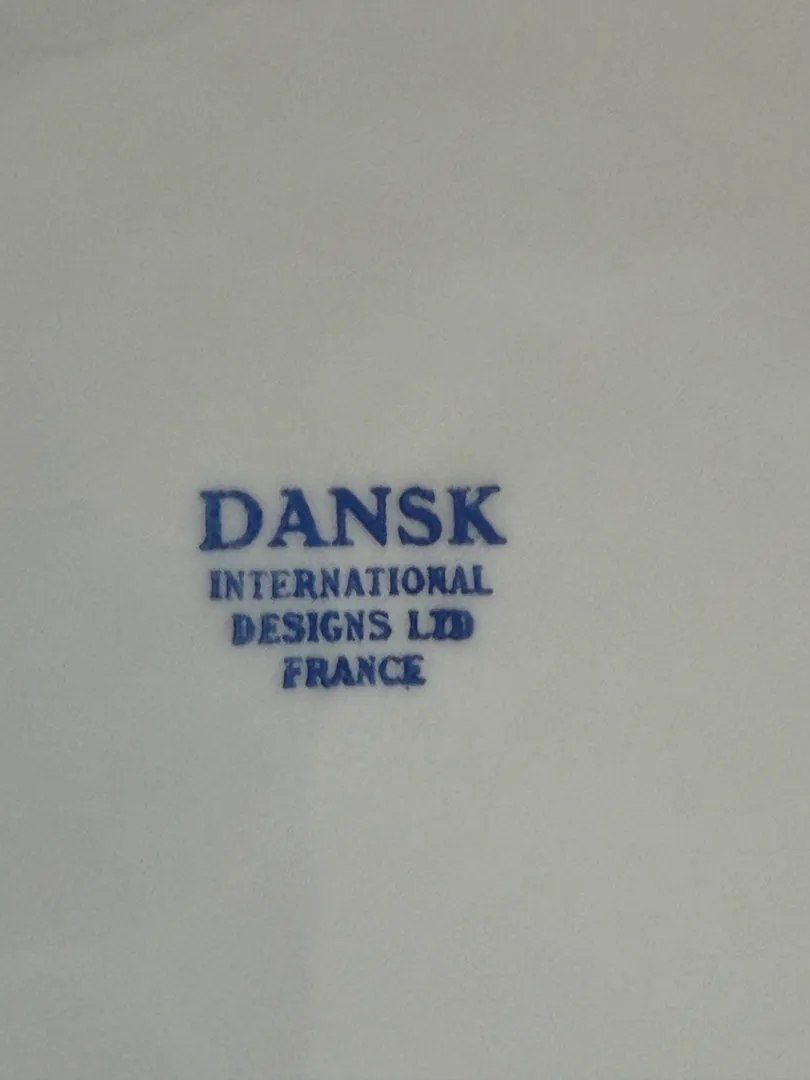 DANSK
INTERNATIONAL
DESIGNS LTD
FRANCE